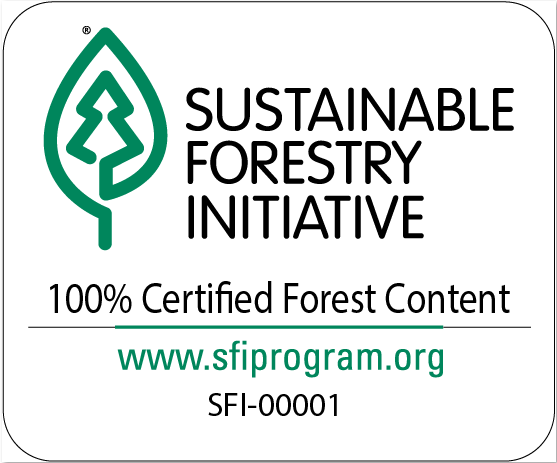 ®
SUSTAINABLE
FORESTRY
INITIATIVE
100% Certified Forest Content
www.sfiprogram.org
SFI-00001